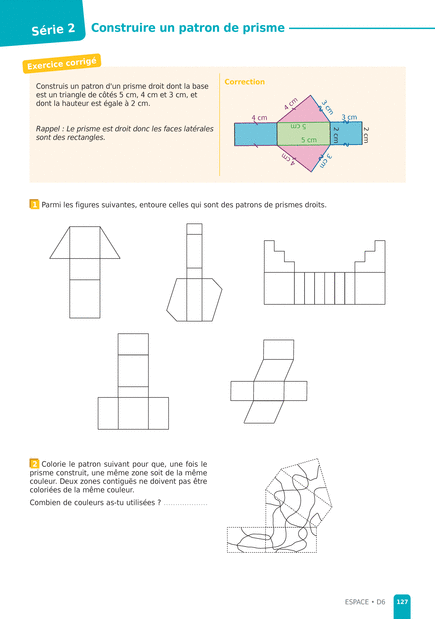 Série 2
Construire un patron de prisme
Exercice corrigé
Construis un patron d'un prisme droit dont la base
est un triangle de côtés 5 cm, 4 cm et 3 cm, et
dont la hauteur est égale à 2 cm.
Rappel : Le prisme est droit donc les faces latérales
sont des rectangles.
Correction
4 cm
3 cm
4 cm
3 cm
5 cm
2 cm
2 cm
5 cm
4 cm
3 cm
1 Parmi les figures suivantes, entoure celles qui sont des patrons de prismes droits.
2 Colorie le patron suivant pour que, une fois le
prisme construit, une même zone soit de la même
couleur. Deux zones contiguës ne doivent pas être
coloriées de la même couleur.
Combien de couleurs as-tu utilisées ? ...................
ESPACE • D6
127